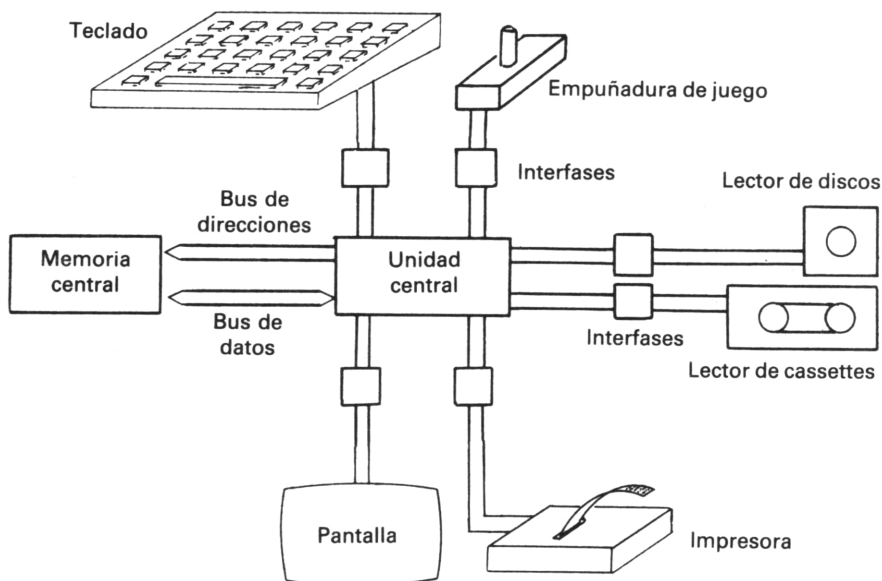 Teclado
Empuñadura de juego
Interfases
Lector de discos
Bus de
direcciones
Memoria
central
Unidad
central
Bus de
datos
Interfases
Lector de cassettes
Pantalla
Impresora